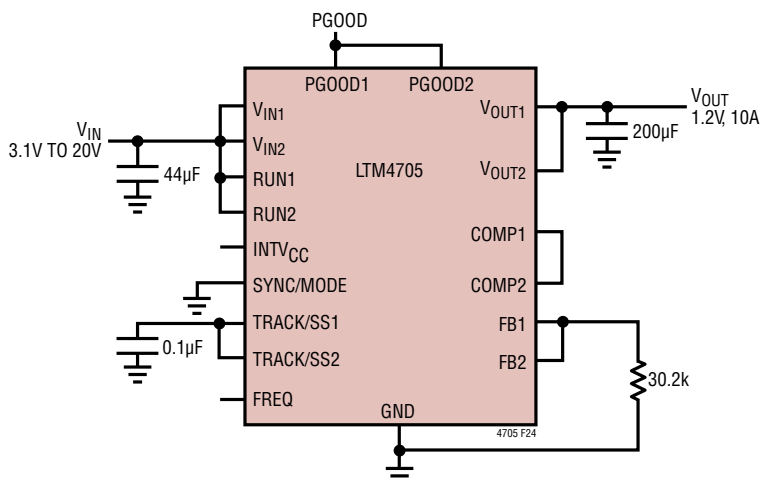 PGOOD
PGOOD1 PGOOD2
VIN
3.1V TO 20V
44µF
VIN1
VIN2
RUN1
RUN2
INTVCC
SYNC/MODE
TRACK/SS1
TRACK/SS2
0.1µF
FREQ
LTM4705
GND
VOUT1
VOUT2
COMP1
COMP2
FB1
FB2
VOUT
1.2V, 10A
200µF
30.2k
4705 F24